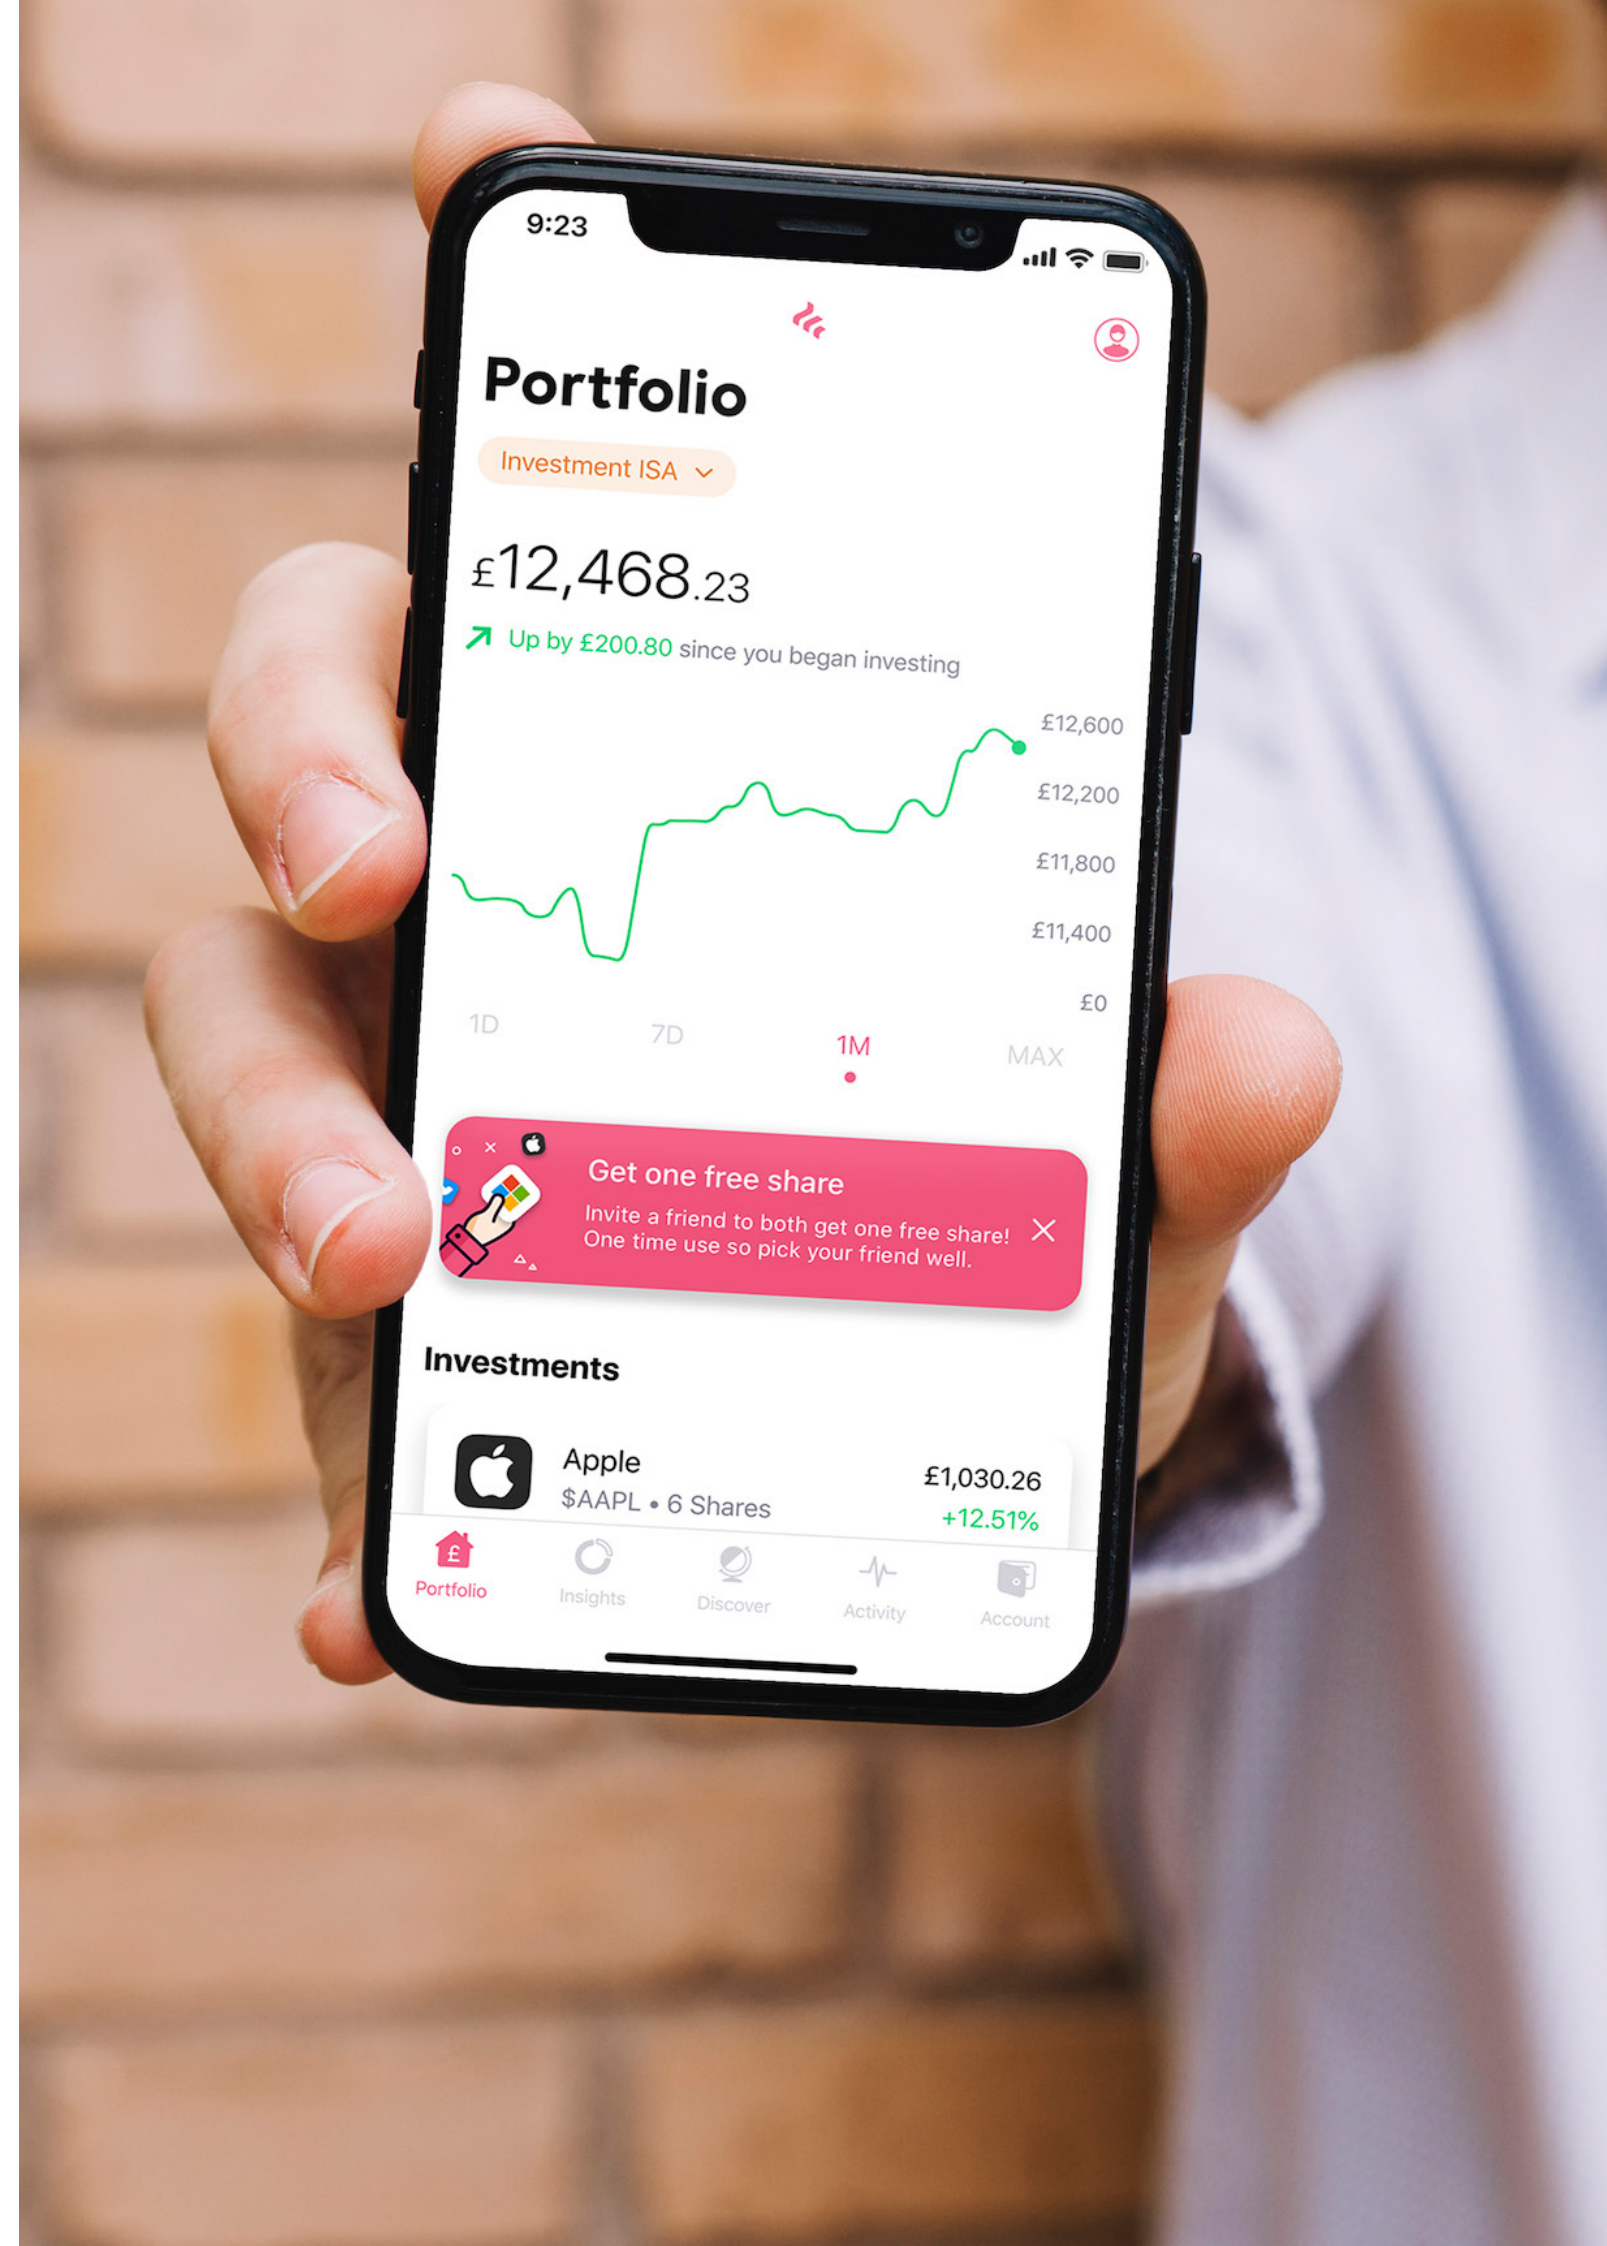 9:23
Portfolio
Investment ISA
£12,468.23
Up by £200.80 since you began investing
£12,600
£12,200
£11,800
£11,400
£0
1D 7D 1M MAX
Get one free share
Invite a friend to both get one free share!
One time use so pick your friend well.
Investments
Apple £1,030.26
$AAPL • 6 Shares +12.51%
£
Portfolio Insights Discover Activity Account